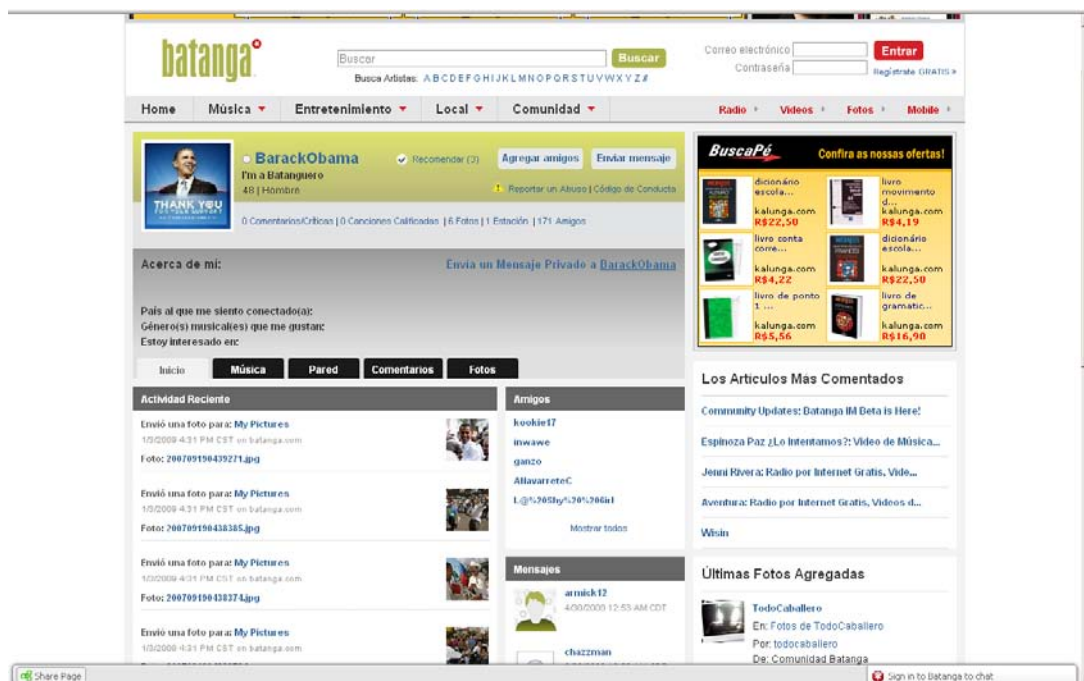 batanga
Buscar
Buscar
Busca Artistas: A B C D E F G H I J K L M N O P Q R S T U V W X Y Z #
Correo electrónico
Contraseña
Entrar
Registrate GRATIS »
Home
Música
Entretenimiento
Local
Comunidad
Radio
Videos
Fotos
Mobile
THANK YOU
BarackObama
Recomendar (3)
Agregar amigos
Enviar mensaje
I'm a Batanguero
48 | Hombre
Reportar un Abuso | Código de Conducta
0 Comentarios/Críticas | 0 Canciones Calificadas | 6 Fotos | 1 Estación | 171 Amigos
Acerca de mi:
Envia un Mensaje Privado a BarackObama
País al que me siento conectado(a):
Género(s) musical(es) que me gustan:
Estoy interesado en:
Inicio
Música
Pared
Comentarios
Fotos
Actividad Reciente
Envió una foto para: My Pictures
1/3/2009 4:31 PM CST on batanga.com
Foto: 200709190439271.jpg
Envió una foto para: My Pictures
1/3/2009 4:31 PM CST on batanga.com
Foto: 200709190438385.jpg
Envió una foto para: My Pictures
1/3/2009 4:31 PM CST on batanga.com
Foto: 200709190438374.jpg
Envió una foto para: My Pictures
1/3/2009 4:31 PM CST on batanga.com
Amigos
kookie17
inwawe
ganzo
AllavarreteC
L@%20Shy%20%20Girl
Mostrar todos
Mensajes
armick12
4/30/2009 12:53 AM CDT
chazzman
BuscaPé
Confira as nossas ofertas!
dicionário
escola...
kalunga.com
R$22,50
livro
movimento
d...
kalunga.com
R$4,19
livro conta
corre...
kalunga.com
R$4,22
dicionário
escola...
kalunga.com
R$22,50
livro de ponto
1 ...
kalunga.com
R$5,56
livro de
gramatic...
kalunga.com
R$16,90
Los Articulos Mas Comentados
Community Updates: Batanga IM Beta is Here!
Espinoza Paz ¿Lo Intentamos?: Video de Música...
Jenni Rivera: Radio por Internet Gratis, Vide...
Aventura: Radio por Internet Gratis, Videos d...
Wisin
Últimas Fotos Agregadas
TodoCaballero
En: Fotos de TodoCaballero
Por: todocaballero
De: Comunidad Batanga
Share Page
Sign in to Batanga to chat